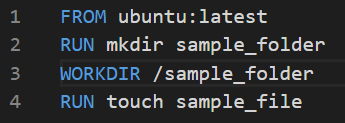 1 FROM ubuntu:latest
2 RUN mkdir sample_folder
3 WORKDIR /sample_folder
4 RUN touch sample_file